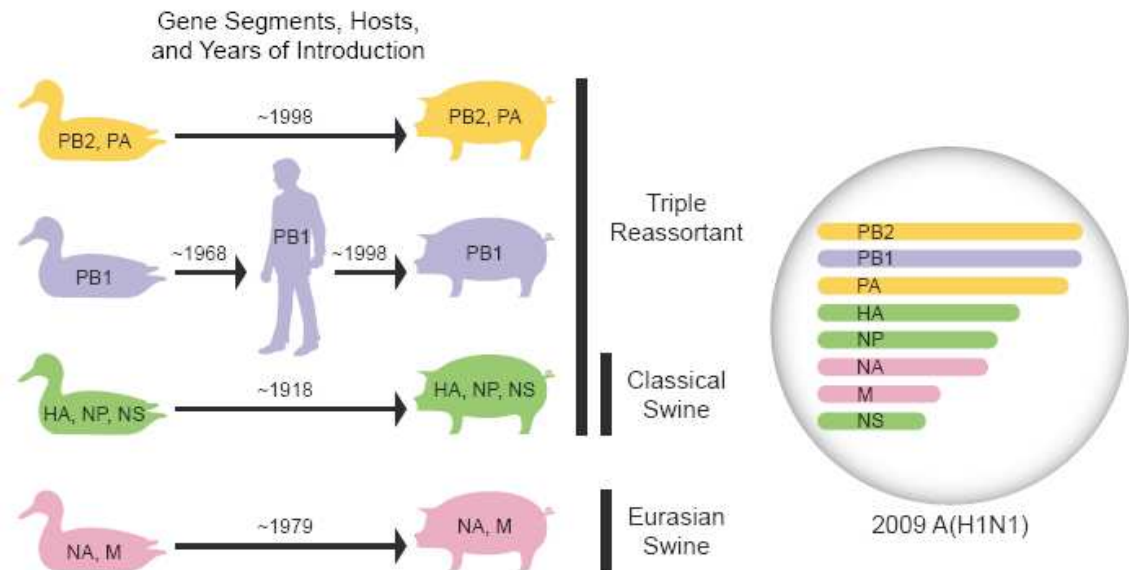 Gene Segments, Hosts,
and Years of Introduction
PB2, PA
~1998
PB2, PA
PB1
~1968
PB1
~1998
PB1
HA, NP, NS
~1918
HA, NP, NS
NA, M
~1979
NA, M
Triple
Reassortant
Classical
Swine
Eurasian
Swine
PB2
PB1
PA
HA
NP
NA
M
NS
2009 A(H1N1)